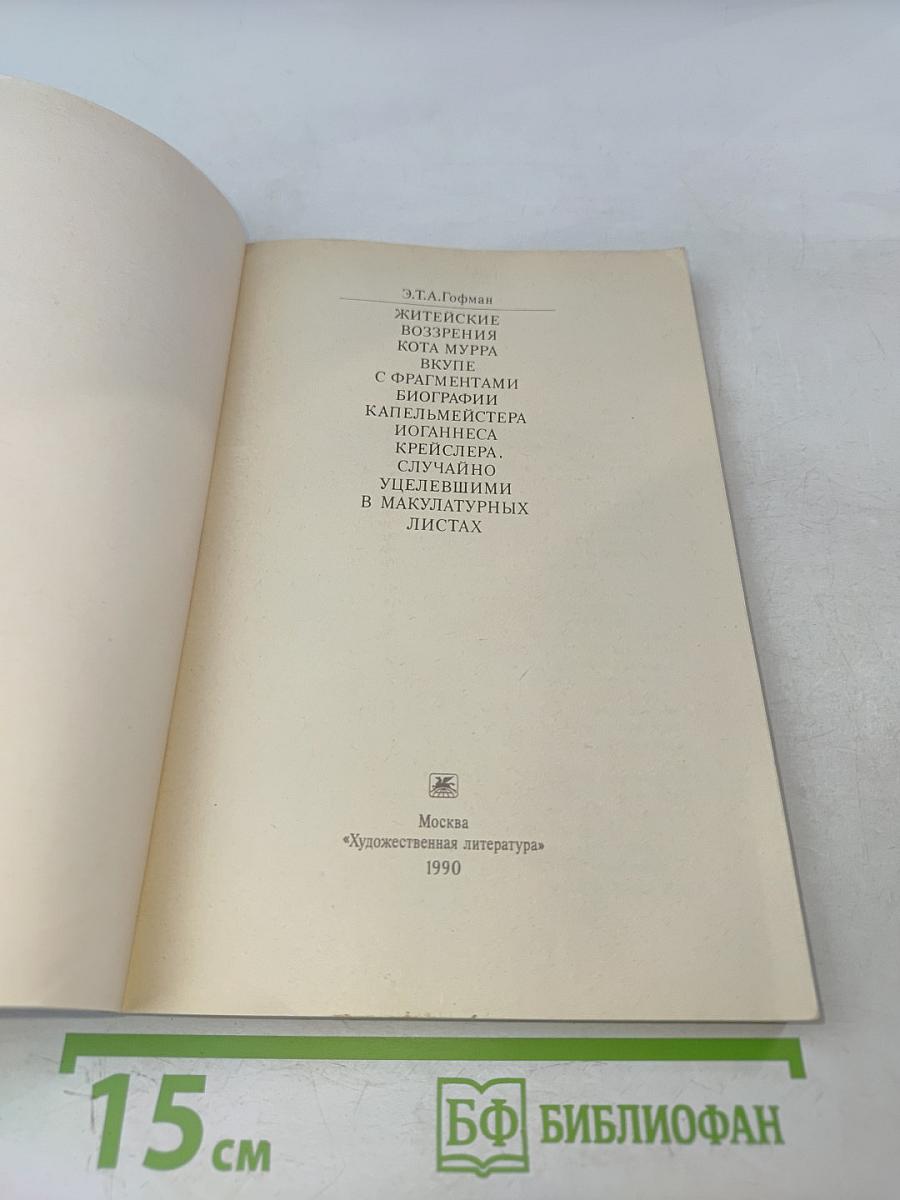 Э.Т.А.Гофман
ЖИТЕЙСКИЕ
ВОЗЗРЕНИЯ
КОТА МУРРА
ВКУПЕ
С ФРАГМЕНТАМИ
БИОГРАФИИ
КАПЕЛЬМЕЙСТЕРА
ИОГАННЕСА
КРЕЙСЛЕРА,
СЛУЧАЙНО
УЦЕЛЕВШИМИ
В МАКУЛАТУРНЫХ
ЛИСТАХ
Москва
«Художественная литература»
1990
15 см
БФ БИБЛИОФАН